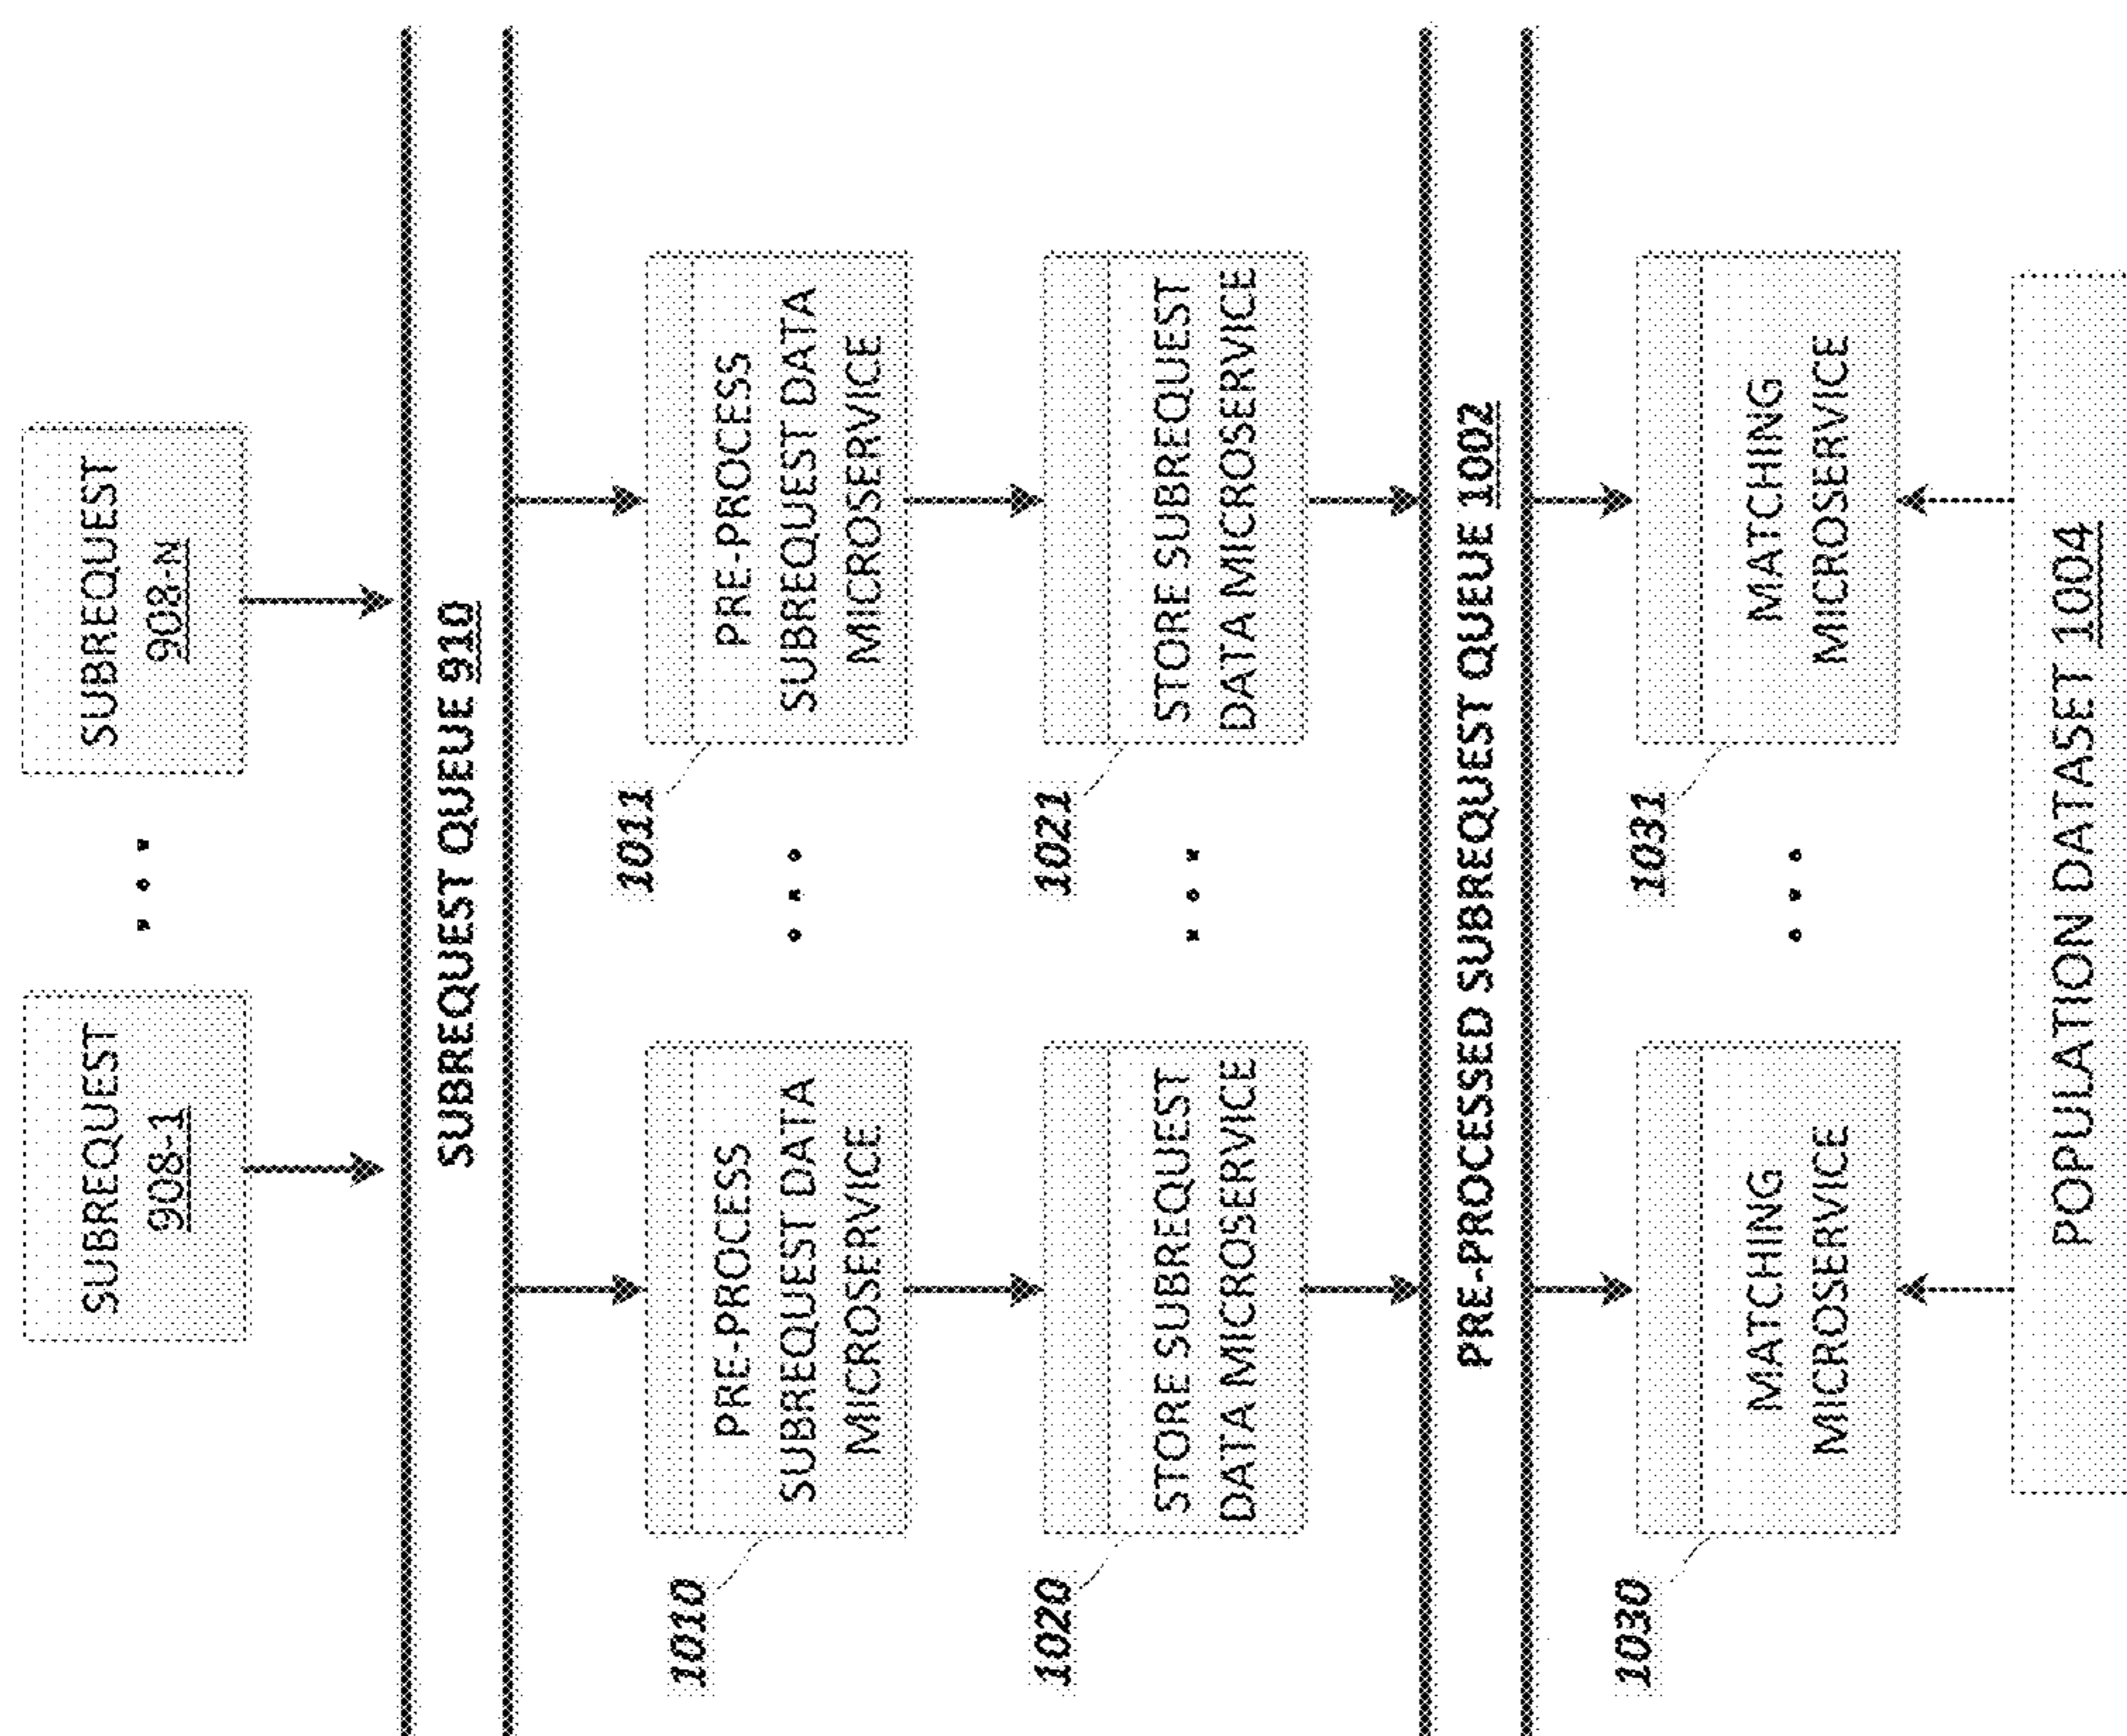 SUBREQUEST
908-1
SUBREQUEST
908-N
SUBREQUEST QUEUE 910
1010
PRE-PROCESS
SUBREQUEST DATA
MICROSERVICE
1011
PRE-PROCESS
SUBREQUEST DATA
MICROSERVICE
1020
STORE SUBREQUEST
DATA MICROSERVICE
1021
STORE SUBREQUEST
DATA MICROSERVICE
PRE-PROCESSED SUBREQUEST QUEUE 1002
1030
MATCHING
MICROSERVICE
1031
MATCHING
MICROSERVICE
POPULATION DATASET 1004